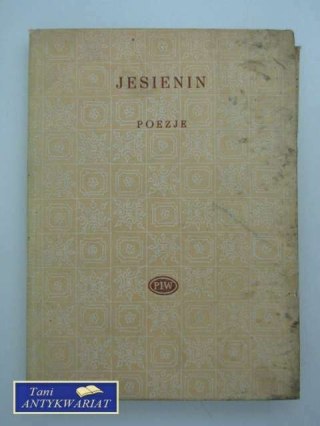 JESIENIN
POEZJE
PIW
Tani
ANTYKWARIAT